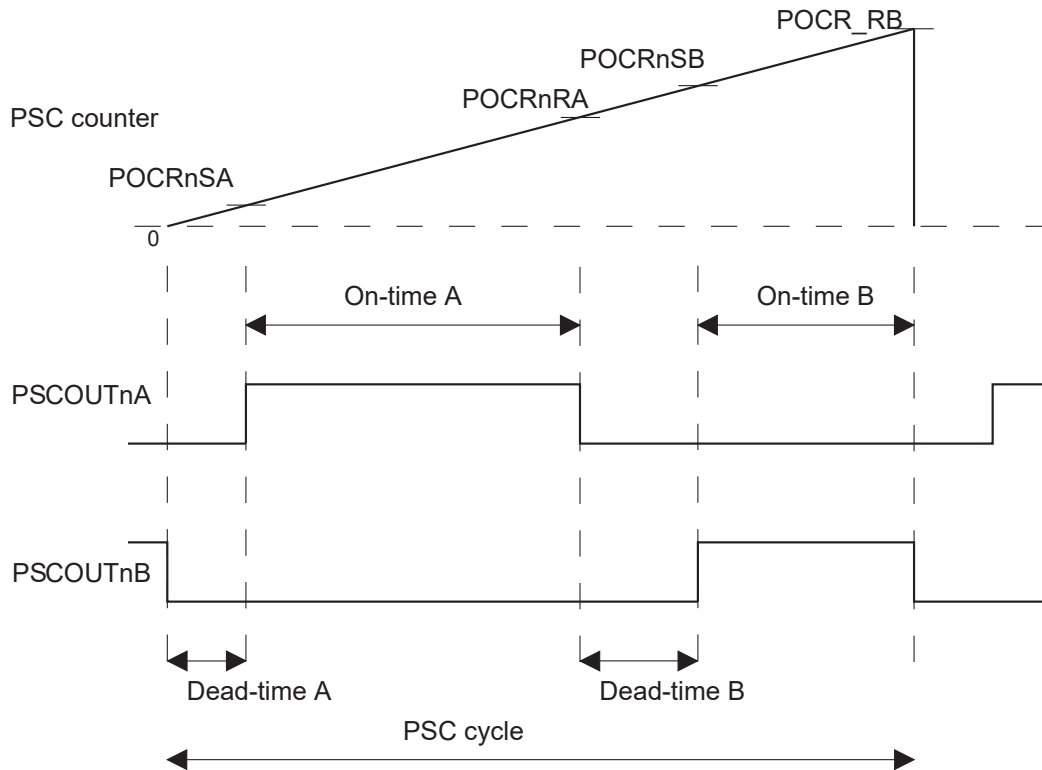 POCR_RB
POCRnSB
POCRnRA
PSC counter
POCRnSA
0
On-time A
On-time B
PSCOUTnA
PSCOUTnB
Dead-time A
Dead-time B
PSC cycle